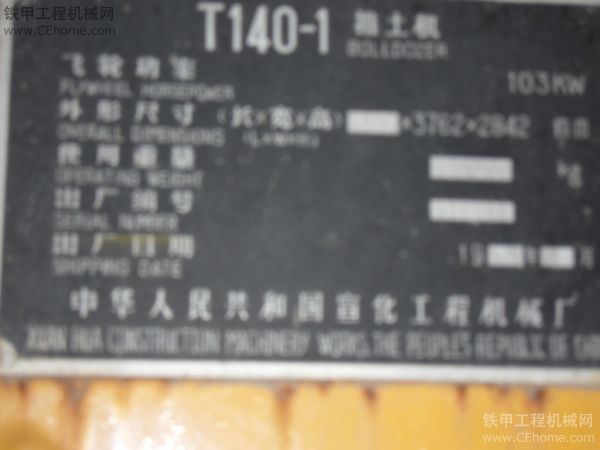 铁甲工程机械网
www.CEhome.com
T140-1 推土机
BULLDOZER
飞轮功率 103KW
FLYWHEEL HORSEPOWER
外形尺寸 (长×宽×高) ×3762×2842
OVERALL DIMENSIONS (L×W×H)
使用重量 kg
OPERATING WEIGHT
出厂编号
SERIAL NUMBER
出厂日期 19 年 月
SHIPPING DATE
中华人民共和国宣化工程机械厂
XUAN HUA CONSTRUCTION MACHINERY WORKS THE PEOPLES REPUBLIC OF CHI
铁甲工程机械网
www.CEhome.com